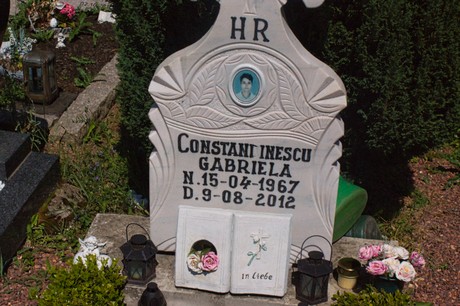 HR
CONSTANTINESCU
GABRIELA
N.15-04-1967
D.9-08-2012
in Liebe